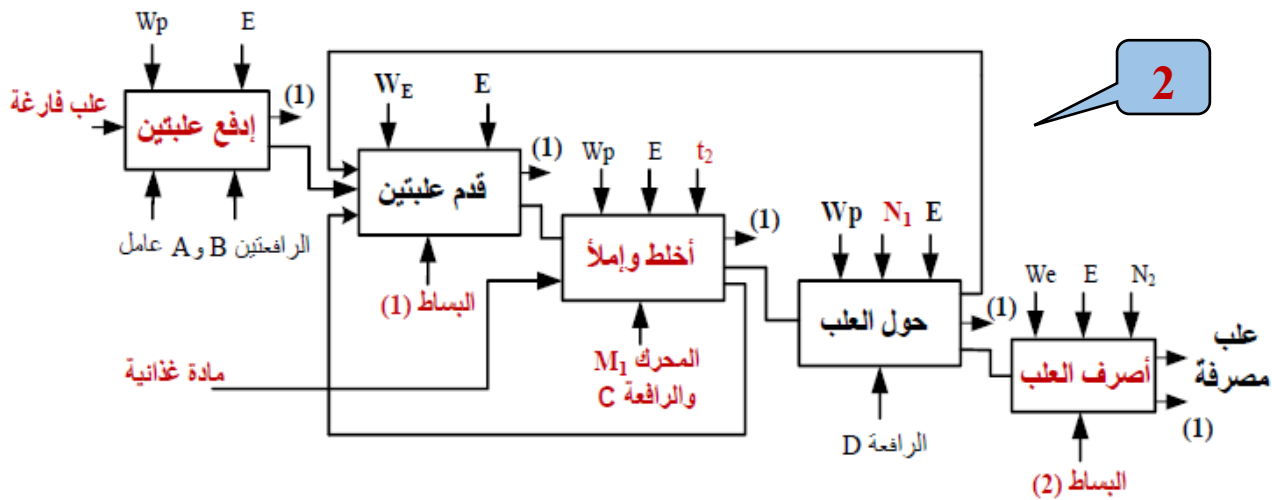 2
Wp E
علب فارغة
إدفع علبتين
(1)
عامل A و B الرافعتين
W_E E
قدم علبتين
(1)
البساط (1)
Wp E t₂
أخلط وإملأ
(1)
المحرك M₁
والرافعة C
مادة غذائية
Wp N₁ E
حول العلب
(1)
الرافعة D
We E N₂
أصرف العلب
علب
مصرفة
(1)
البساط (2)